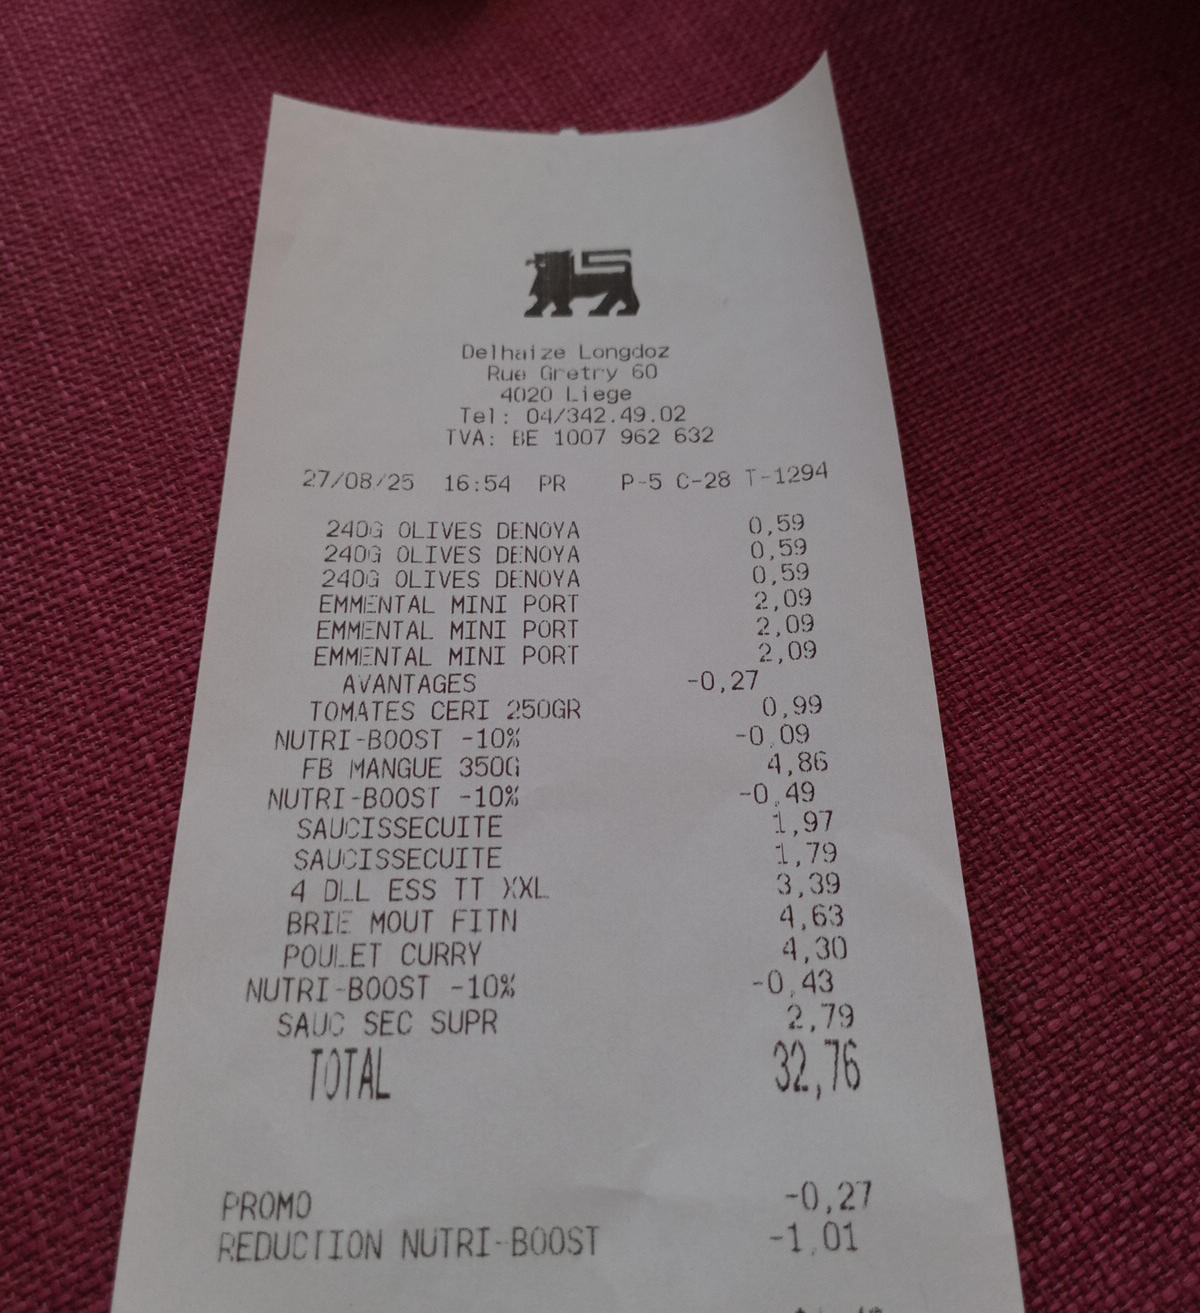 Delhaize Longdoz
Rue Gretry 60
4020 Liege
Tel: 04/342.49.02
TVA: BE 1007 962 632
27/08/25 16:54 PR P-5 C-28 T-1294
240G OLIVES DENOYA 0,59
240G OLIVES DENOYA 0,59
240G OLIVES DENOYA 0,59
EMMENTAL MINI PORT 2,09
EMMENTAL MINI PORT 2,09
EMMENTAL MINI PORT 2,09
AVANTAGES -0,27
TOMATES CERI 250GR 0,99
NUTRI-BOOST -10% -0,09
FB MANGUE 350G 4,86
NUTRI-BOOST -10% -0,49
SAUCISSECUITE 1,97
SAUCISSECUITE 1,79
4 DLL ESS TT XXL 3,39
BRIE MOUT FITN 4,63
POULET CURRY 4,30
NUTRI-BOOST -10% -0,43
SAUC SEC SUPR 2,79
TOTAL 32,76
PROMO -0,27
REDUCTION NUTRI-BOOST -1,01